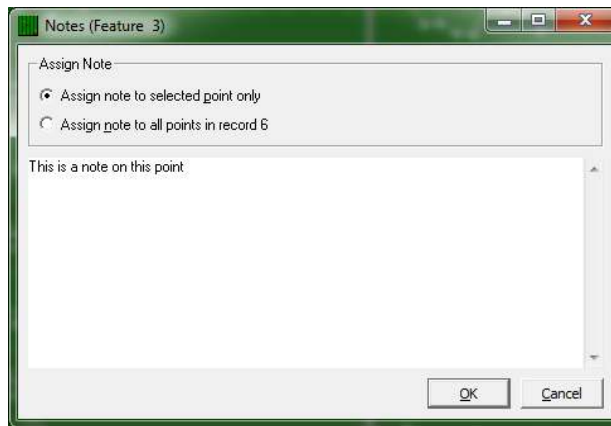 Notes (Feature  3)
Assign Note
Assign note to selected point only
Assign note to all points in record 6
This is a note on this point
OK
Cancel